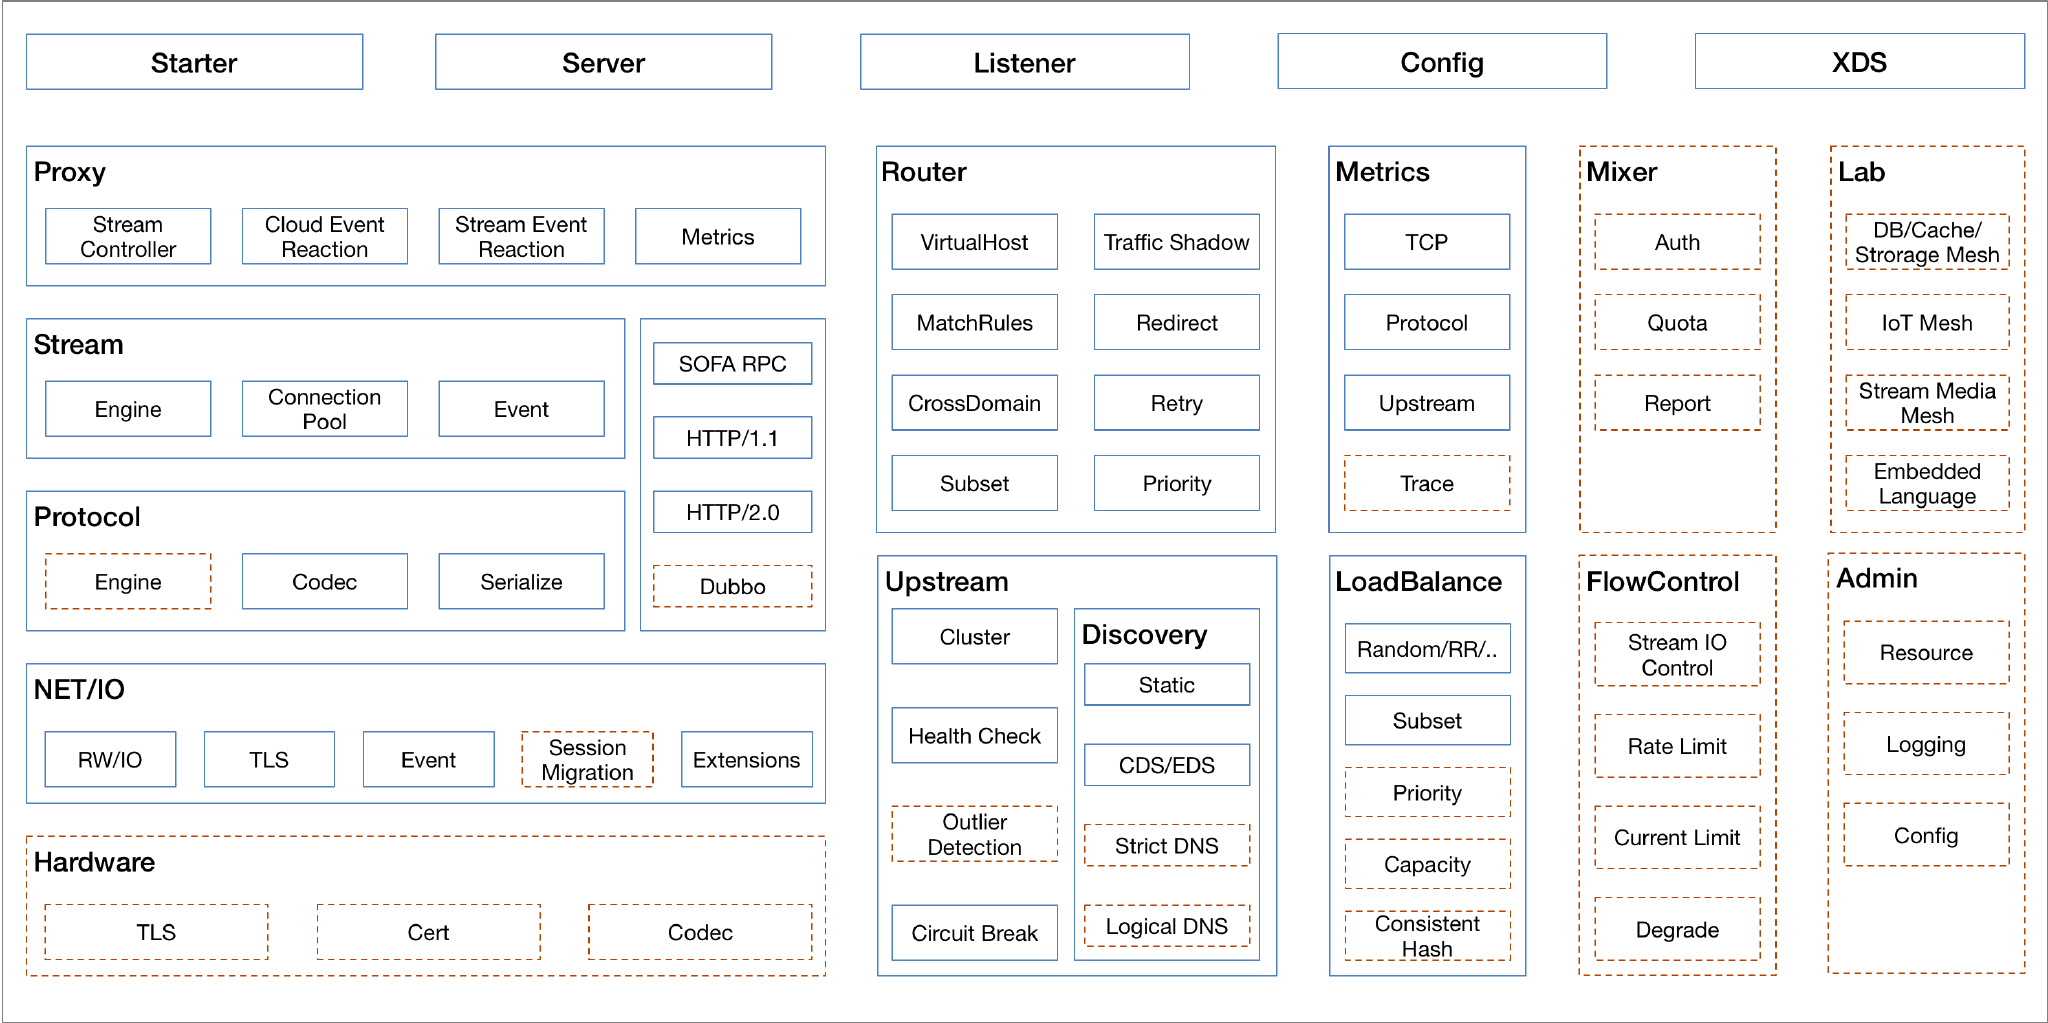 Starter
Server
Listener
Config
XDS
Proxy
Stream
Controller
Cloud Event
Reaction
Stream Event
Reaction
Metrics
Stream
Engine
Connection
Pool
Event
Protocol
Engine
Codec
Serialize
SOFA RPC
HTTP/1.1
HTTP/2.0
Dubbo
NET/IO
RW/IO
TLS
Event
Session
Migration
Extensions
Hardware
TLS
Cert
Codec
Router
VirtualHost
Traffic Shadow
MatchRules
Redirect
CrossDomain
Retry
Subset
Priority
Upstream
Cluster
Health Check
Outlier
Detection
Circuit Break
Discovery
Static
CDS/EDS
Strict DNS
Logical DNS
Metrics
TCP
Protocol
Upstream
Trace
LoadBalance
Random/RR/..
Subset
Priority
Capacity
Consistent
Hash
Mixer
Auth
Quota
Report
FlowControl
Stream IO
Control
Rate Limit
Current Limit
Degrade
Lab
DB/Cache/
Strorage Mesh
IoT Mesh
Stream Media
Mesh
Embedded
Language
Admin
Resource
Logging
Config